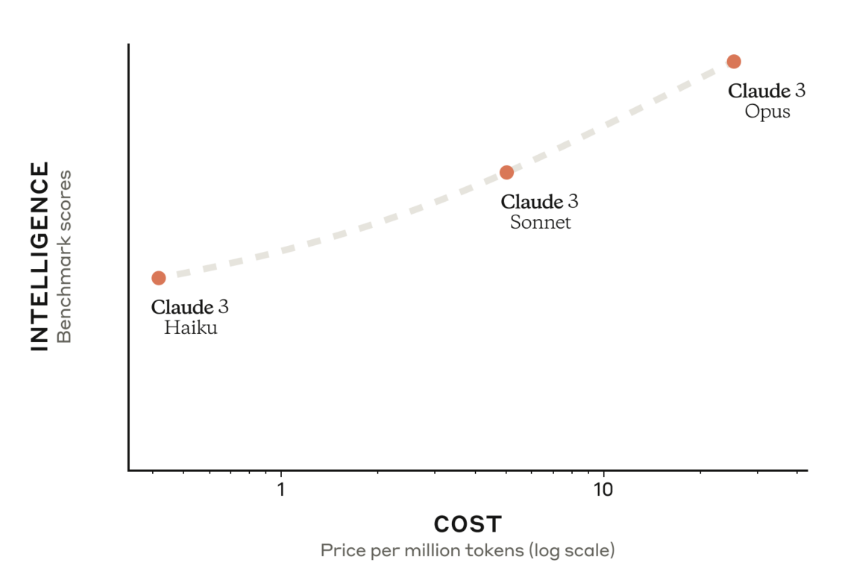 INTELLIGENCE
Benchmark scores
Claude 3
Opus
Claude 3
Sonnet
Claude 3
Haiku
1
10
COST
Price per million tokens (log scale)